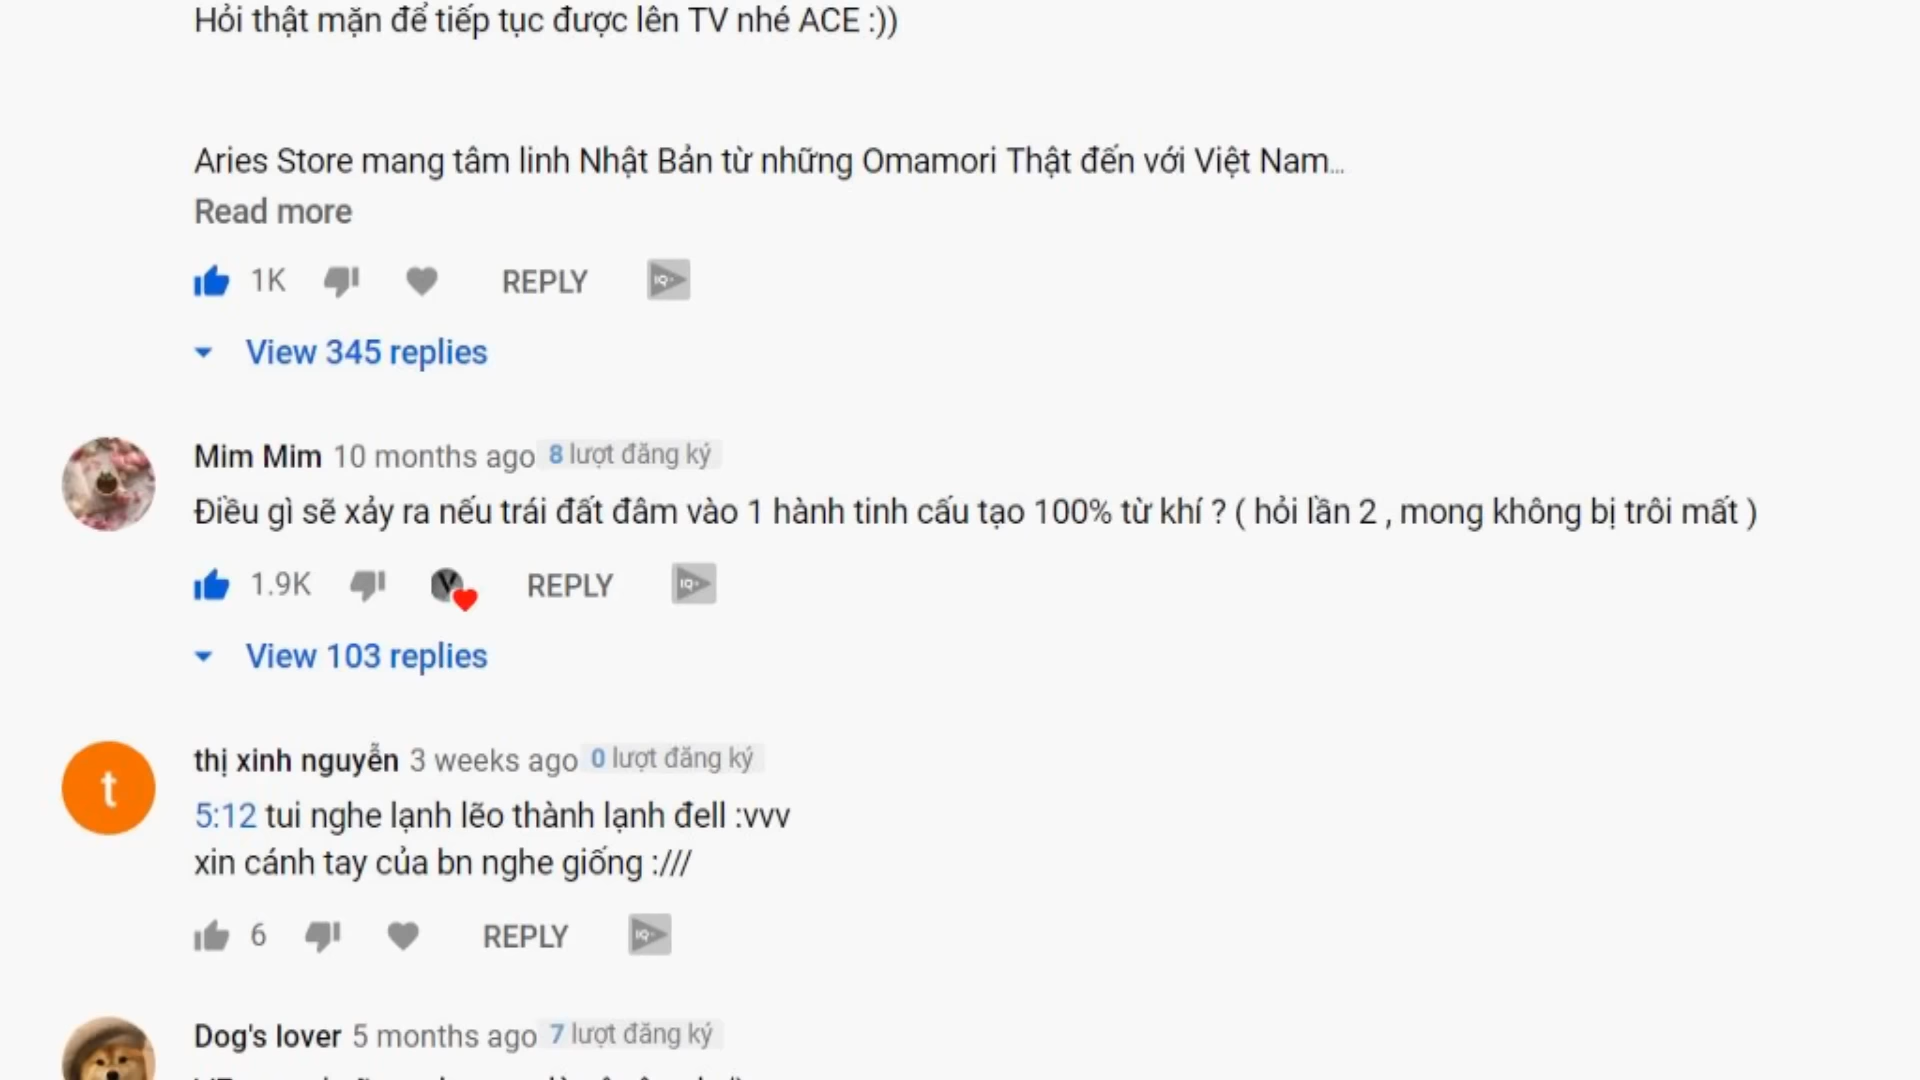 Hỏi thật mặn để tiếp tục được lên TV nhé ACE :))
Aries Store mang tâm linh Nhật Bản từ những Omamori Thật đến với Việt Nam...
Read more
1K REPLY IQ
View 345 replies
Mim Mim 10 months ago 8 lượt đăng ký
Điều gì sẽ xảy ra nếu trái đất đâm vào 1 hành tinh cấu tạo 100% từ khí ? ( hỏi lần 2 , mong không bị trôi mất )
1.9K V REPLY IQ
View 103 replies
thị xinh nguyễn 3 weeks ago 0 lượt đăng ký
t
5:12 tui nghe lạnh lẽo thành lạnh đell :vvv
xin cánh tay của bn nghe giống :///
6 REPLY IQ
Dog's lover 5 months ago 7 lượt đăng ký